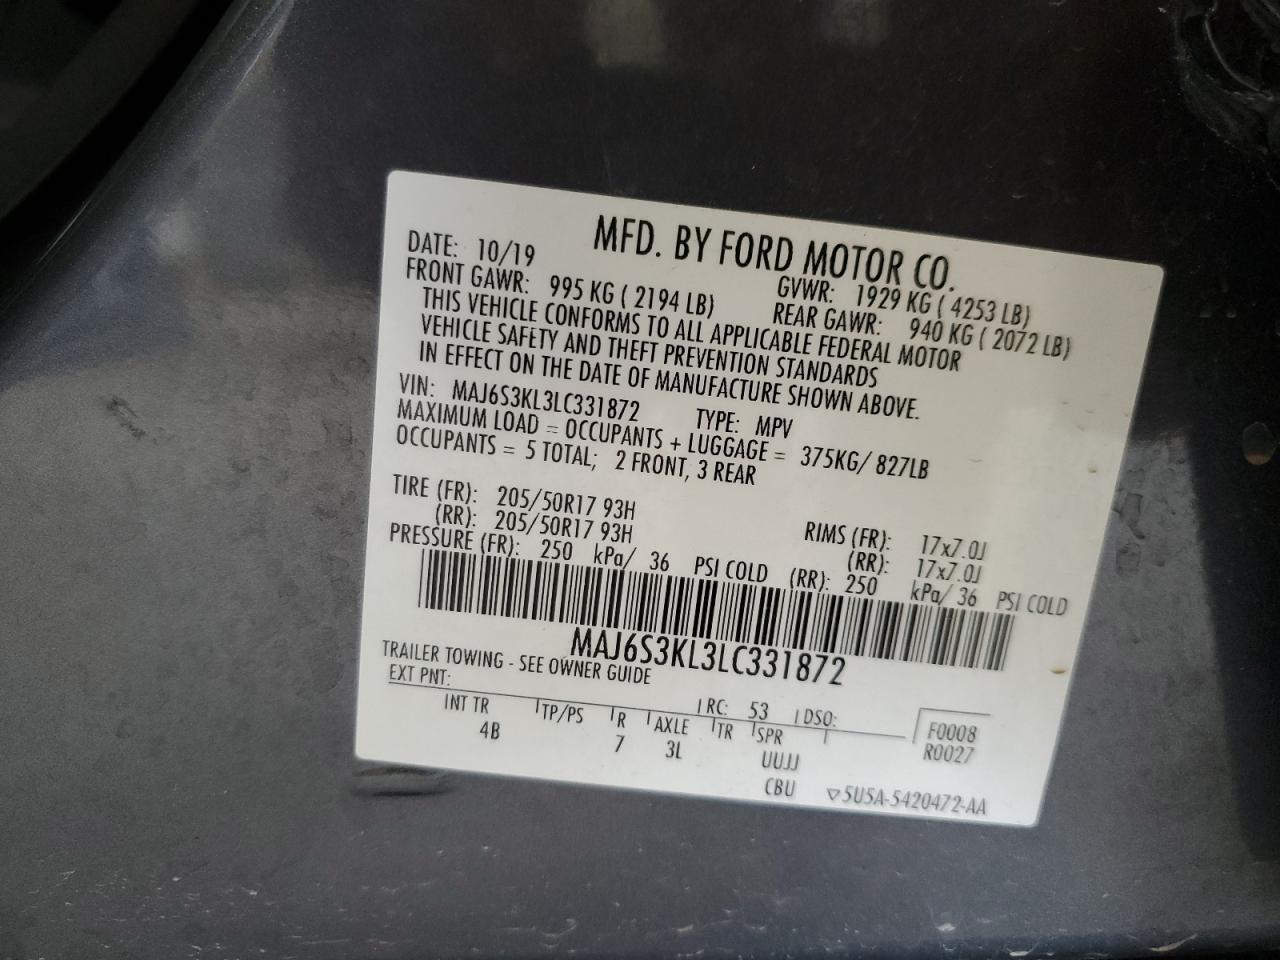 MFD. BY FORD MOTOR CO.
DATE: 10/19 GVWR: 1929 KG ( 4253 LB)
FRONT GAWR: 995 KG ( 2194 LB) REAR GAWR: 940 KG ( 2072 LB)
THIS VEHICLE CONFORMS TO ALL APPLICABLE FEDERAL MOTOR
VEHICLE SAFETY AND THEFT PREVENTION STANDARDS
IN EFFECT ON THE DATE OF MANUFACTURE SHOWN ABOVE.
VIN: MAJ6S3KL3LC331872 TYPE: MPV
MAXIMUM LOAD = OCCUPANTS + LUGGAGE = 375KG/ 827LB
OCCUPANTS = 5 TOTAL; 2 FRONT, 3 REAR
TIRE (FR): 205/50R17 93H RIMS (FR): 17x7.0J
(RR): 205/50R17 93H (RR): 17x7.0J
PRESSURE (FR): 250 kPa/ 36 PSI COLD (RR): 250 kPa/ 36 PSI COLD
MAJ6S3KL3LC331872
TRAILER TOWING - SEE OWNER GUIDE
EXT PNT: RC: 53 DSO: F0008
INT TR TP/PS R AXLE TR SPR R0027
4B 7 3L UUJJ
CBU ▽5U5A-5420472-AA